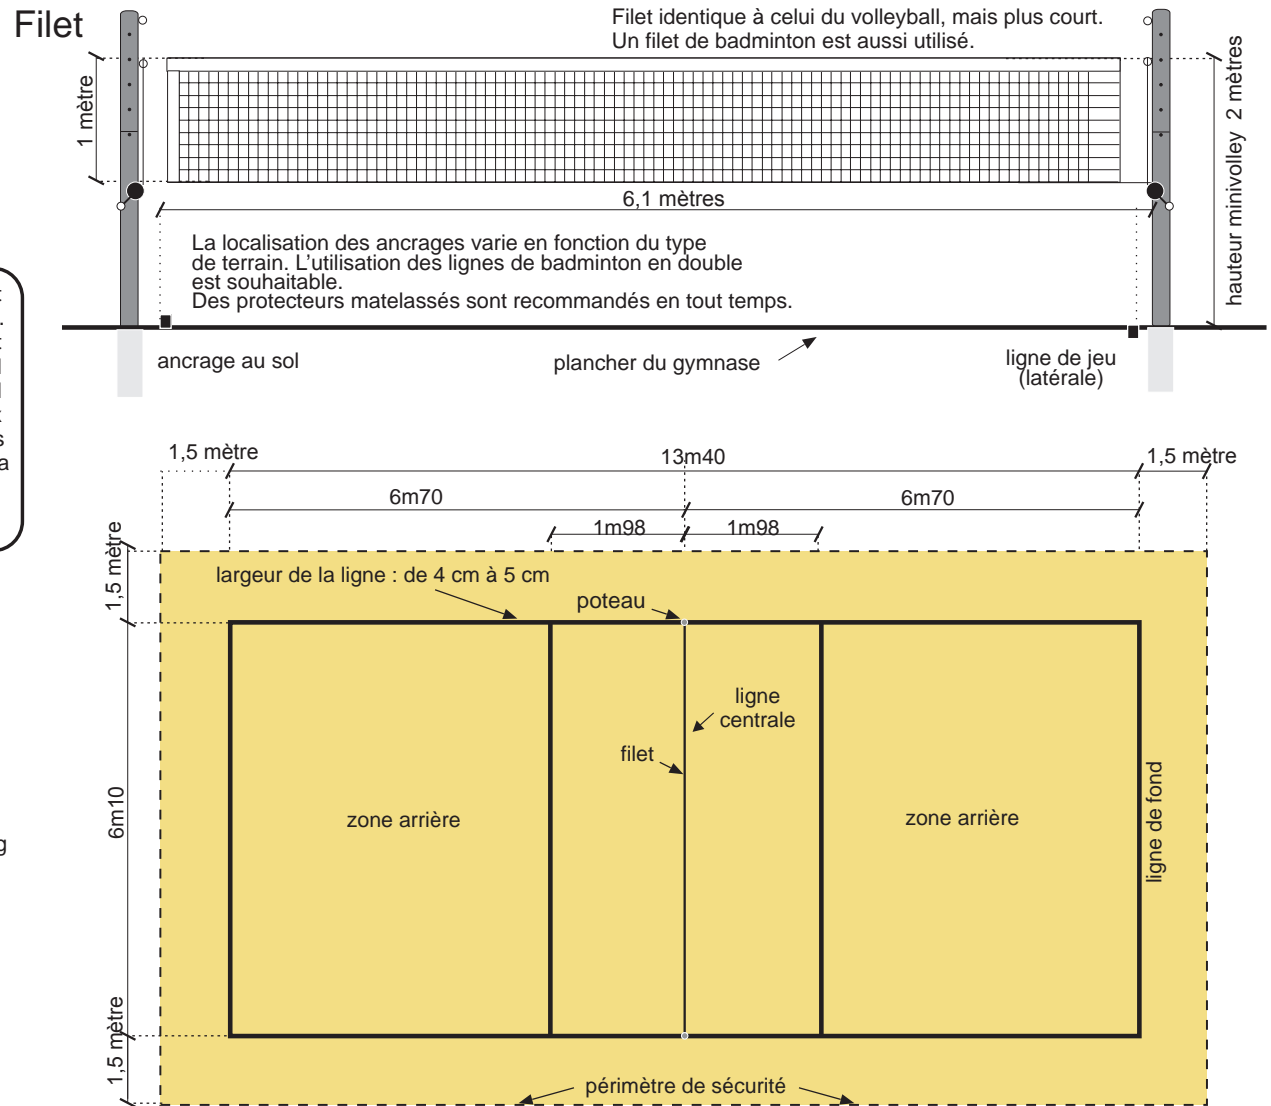 Filet
Filet identique à celui du volleyball, mais plus court.
Un filet de badminton est aussi utilisé.
1 mètre
hauteur minivolley 2 mètres
6,1 mètres
La localisation des ancrages varie en fonction du type
de terrain. L'utilisation des lignes de badminton en double
est souhaitable.
Des protecteurs matelassés sont recommandés en tout temps.
ancrage au sol
plancher du gymnase
ligne de jeu
(latérale)
s
a
1,5 mètre
13m40
1,5 mètre
6m70
6m70
1m98
1m98
1,5 mètre
largeur de la ligne : de 4 cm à 5 cm
poteau
ligne
centrale
filet
6m10
zone arrière
zone arrière
ligne de fond
g
1,5 mètre
périmètre de sécurité